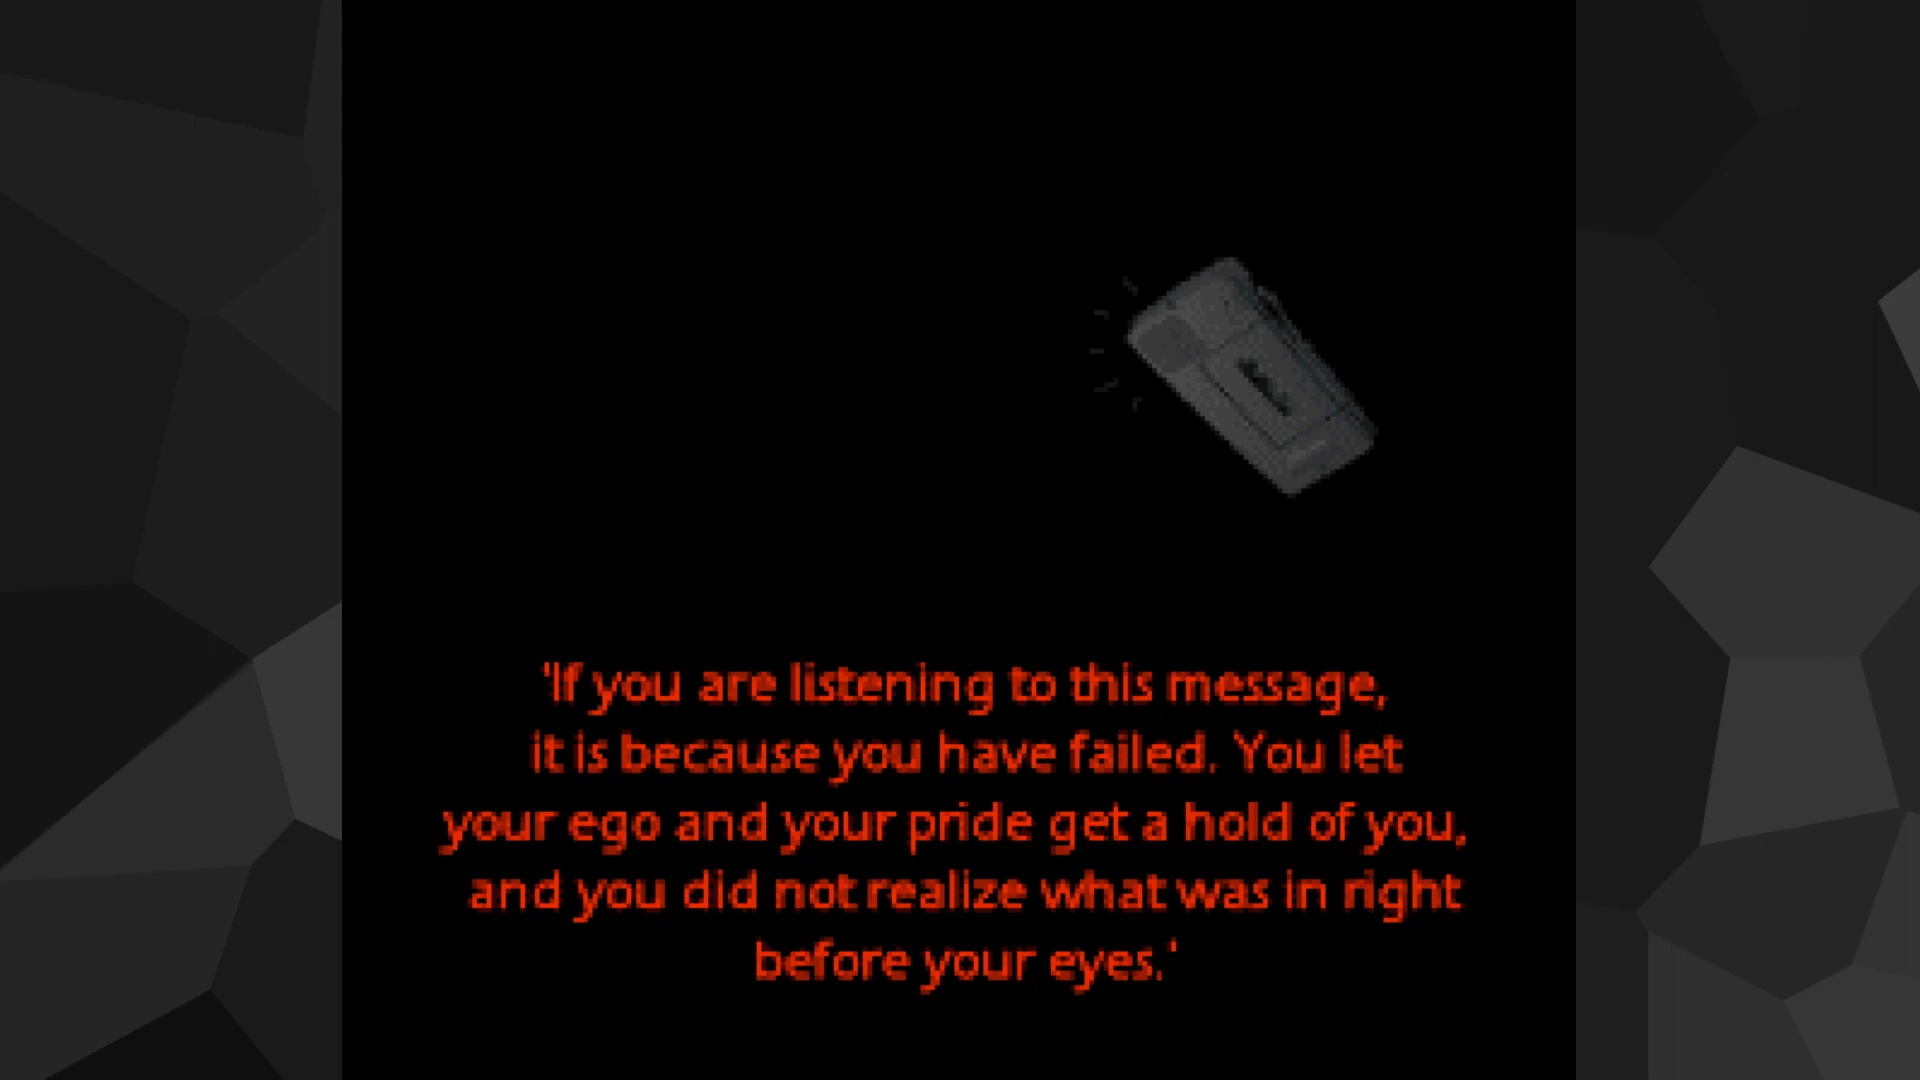 'If you are listening to this message,
it is because you have failed. You let
your ego and your pride get a hold of you,
and you did not realize what was in right
before your eyes.'